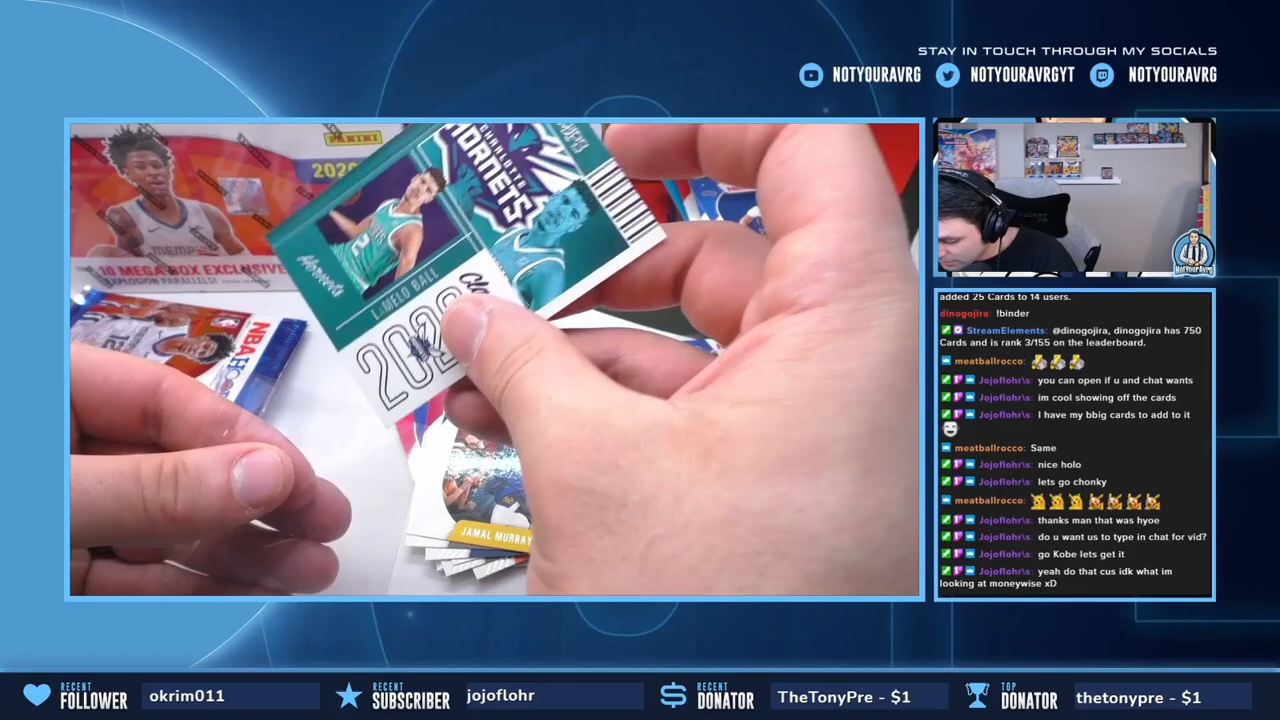 STAY IN TOUCH THROUGH MY SOCIALS
NOTYOURAVRG NOTYOURAVRGYT NOTYOURAVRG
PANINI
2020
MEMPHIS
10 MEGA BOX EXCLUSIVE
EXPLOSION PARALLELS!
NBA HO
CHARLOTTE
HORNETS
Hornets
LaMELO BALL
Cla
JAMAL MURRAY
NotYourAvrg
added 25 Cards to 14 users.
dinogojira: !binder
StreamElements: @dinogojira, dinogojira has 750
Cards and is rank 3/155 on the leaderboard.
meatballrocco:
Jojoflohr\s: you can open if u and chat wants
Jojoflohr\s: im cool showing off the cards
Jojoflohr\s: I have my bbig cards to add to it
meatballrocco: Same
Jojoflohr\s: nice holo
Jojoflohr\s: lets go chonky
meatballrocco:
Jojoflohr\s: thanks man that was hyoe
Jojoflohr\s: do u want us to type in chat for vid?
Jojoflohr\s: go Kobe lets get it
Jojoflohr\s: yeah do that cus idk what im
looking at moneywise xD
RECENT FOLLOWER okrim011
RECENT SUBSCRIBER jojoflohr
RECENT DONATOR TheTonyPre - $1
TOP DONATOR thetonypre - $1